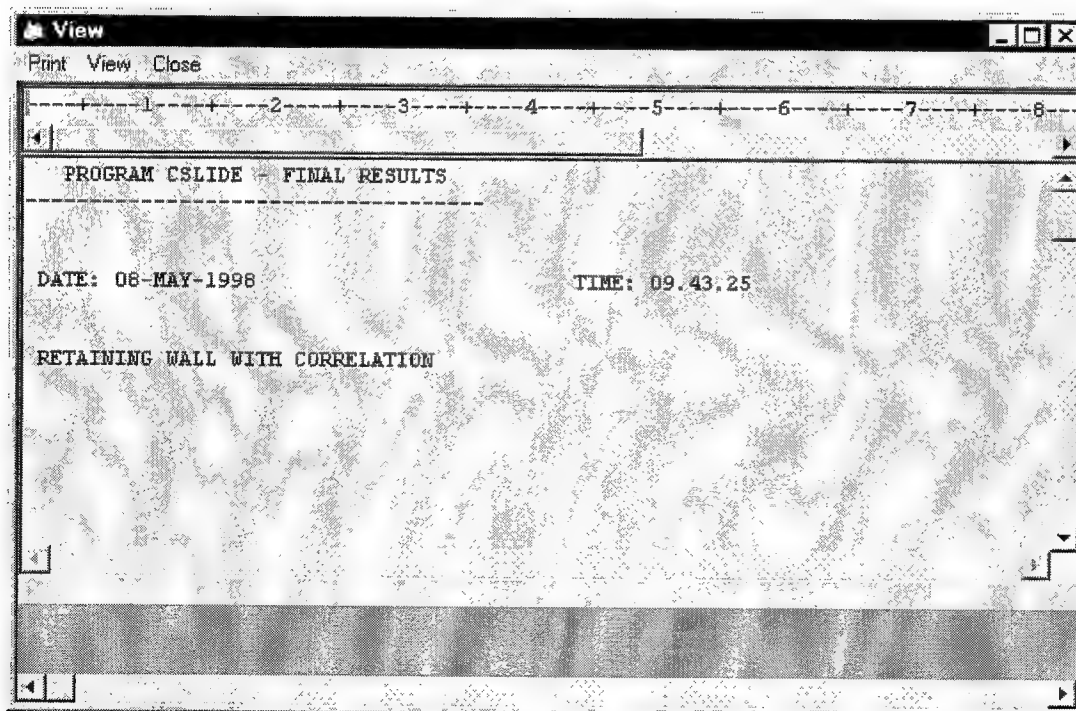 View
Print View Close
|----+----1----+----2----+----3----+----4----+----5----+----6----+----7----+----8--
PROGRAM CSLIDE - FINAL RESULTS
------------------------------------
DATE: 08-MAY-1998 TIME: 09.43.25
RETAINING WALL WITH CORRELATION